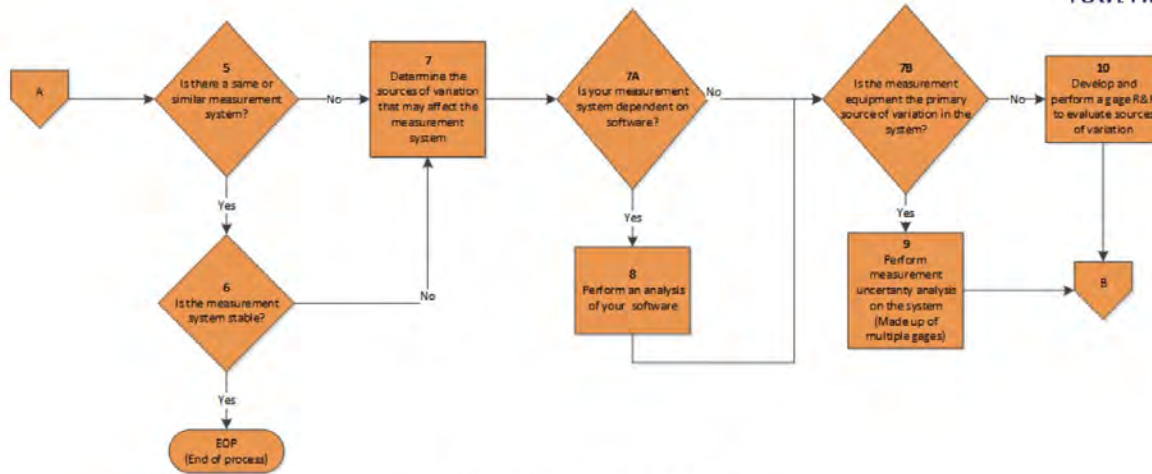 A
5
Is there a same or
similar measurement
system?
No
Yes
6
Is the measurement
system stable?
No
Yes
EOP
(End of process)
7
Determine the
sources of variation
that may affect the
measurement
system
7A
Is your measurement
system dependent on
software?
No
Yes
8
Perform an analysis
of your software
7B
Is the measurement
equipment the primary
source of variation in the
system?
No
Yes
9
Perform
measurement
uncertanty analysis
on the system
(Made up of
multiple gages)
10
Develop and
perform a gage R&R
to evaluate sources
of variation
B